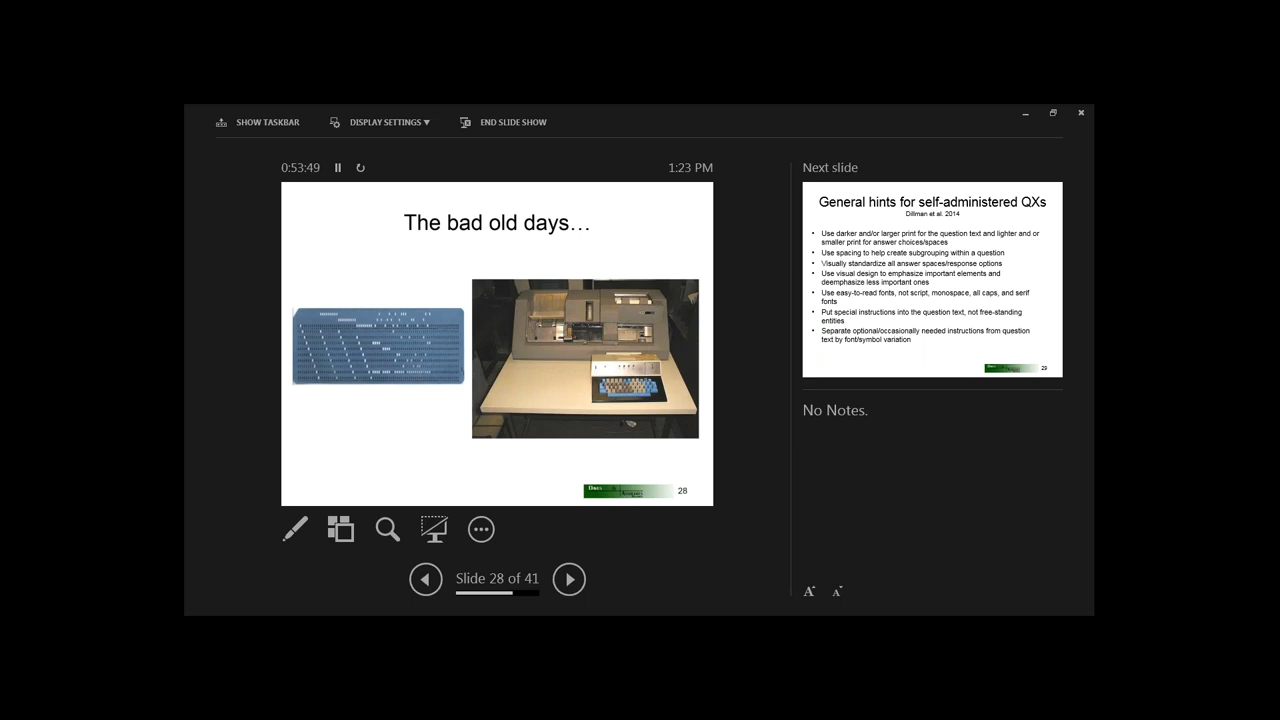 SHOW TASKBAR
DISPLAY SETTINGS ▼
END SLIDE SHOW
0:53:49
1:23 PM
The bad old days…
28
Slide 28 of 41
Next slide
General hints for self-administered QXs
Dillman et al. 2014
• Use darker and/or larger print for the question text and lighter and or
smaller print for answer choices/spaces
• Use spacing to help create subgrouping within a question
• Visually standardize all answer spaces/response options
• Use visual design to emphasize important elements and
deemphasize less important ones
• Use easy-to-read fonts, not script, monospace, all caps, and serif
fonts
• Put special instructions into the question text, not free-standing
entities
• Separate optional/occasionally needed instructions from question
text by font/symbol variation
29
No Notes.
A A